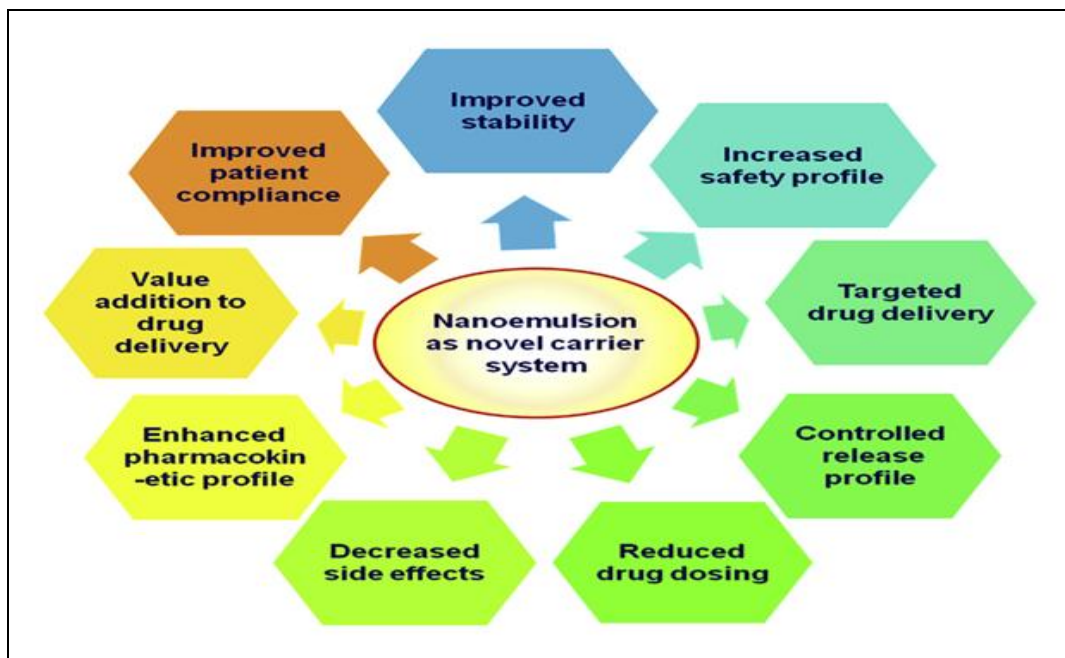 Improved
stability
Increased
safety profile
Targeted
drug delivery
Controlled
release
profile
Reduced
drug dosing
Decreased
side effects
Enhanced
pharmacokin
-etic profile
Value
addition to
drug
delivery
Improved
patient
compliance
Nanoemulsion
as novel carrier
system